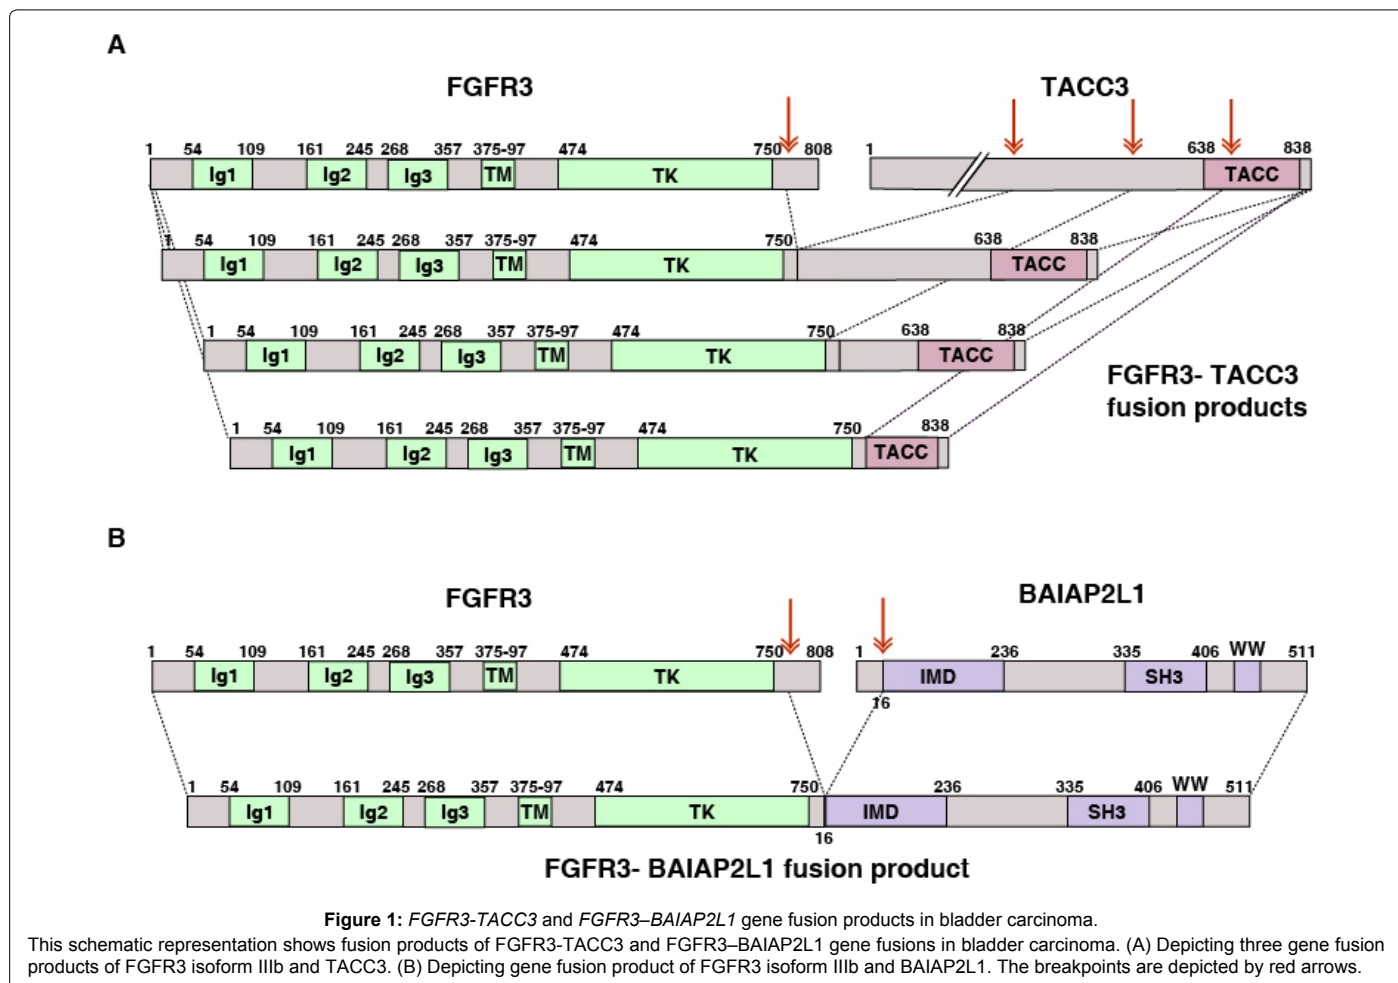 A
FGFR3 TACC3
1 54 109 161 245 268 357 375-97 474 750 808 1 638 838
Ig1 Ig2 Ig3 TM TK TACC
1 54 109 161 245 268 357 375-97 474 750 638 838
Ig1 Ig2 Ig3 TM TK TACC
1 54 109 161 245 268 357 375-97 474 750 638 838
Ig1 Ig2 Ig3 TM TK TACC
FGFR3- TACC3
fusion products
1 54 109 161 245 268 357 375-97 474 750 838
Ig1 Ig2 Ig3 TM TK TACC
B
FGFR3 BAIAP2L1
1 54 109 161 245 268 357 375-97 474 750 808 1 236 335 406 WW 511
Ig1 Ig2 Ig3 TM TK IMD SH3
16
1 54 109 161 245 268 357 375-97 474 750 236 335 406 WW 511
Ig1 Ig2 Ig3 TM TK IMD SH3
16
FGFR3- BAIAP2L1 fusion product
Figure 1: FGFR3-TACC3 and FGFR3–BAIAP2L1 gene fusion products in bladder carcinoma.
This schematic representation shows fusion products of FGFR3-TACC3 and FGFR3–BAIAP2L1 gene fusions in bladder carcinoma. (A) Depicting three gene fusion
products of FGFR3 isoform IIIb and TACC3. (B) Depicting gene fusion product of FGFR3 isoform IIIb and BAIAP2L1. The breakpoints are depicted by red arrows.